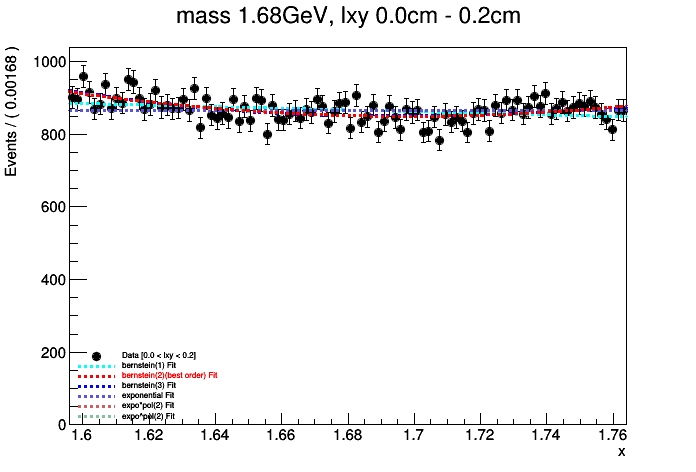 mass 1.68GeV, lxy 0.0cm - 0.2cm
Events / ( 0.00168 )
1000
800
600
400
200
0
Data [0.0 < lxy < 0.2]
bernstein(1) Fit
bernstein(2)(best order) Fit
bernstein(3) Fit
exponential Fit
expo*pol(2) Fit
expo^pol(2) Fit
1.6 1.62 1.64 1.66 1.68 1.7 1.72 1.74 1.76
x